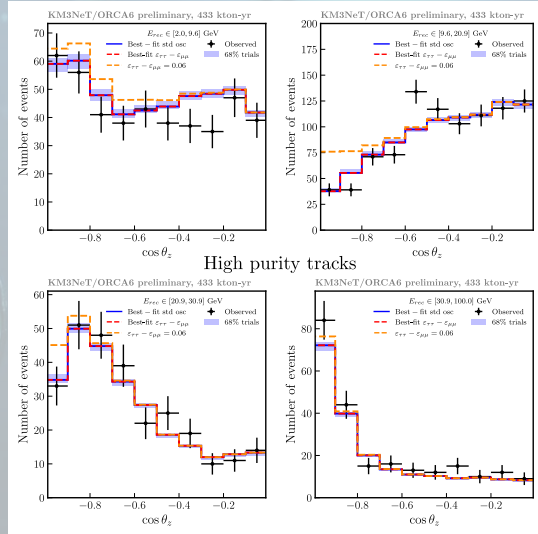 KM3NeT/ORCA6 preliminary, 433 kton-yr
E_rec ∈ [2.0, 9.6] GeV
Best − fit std osc
Observed
Best-fit ε_ττ − ε_μμ
68% trials
ε_ττ − ε_μμ = 0.06
Number of events
0
10
20
30
40
50
60
70
−0.8
−0.6
−0.4
−0.2
cos θ_z
KM3NeT/ORCA6 preliminary, 433 kton-yr
E_rec ∈ [9.6, 20.9] GeV
Best − fit std osc
Observed
Best-fit ε_ττ − ε_μμ
68% trials
ε_ττ − ε_μμ = 0.06
Number of events
0
25
50
75
100
125
150
175
200
−0.8
−0.6
−0.4
−0.2
cos θ_z
High purity tracks
KM3NeT/ORCA6 preliminary, 433 kton-yr
E_rec ∈ [20.9, 30.9] GeV
Best − fit std osc
Observed
Best-fit ε_ττ − ε_μμ
68% trials
ε_ττ − ε_μμ = 0.06
Number of events
0
10
20
30
40
50
60
−0.8
−0.6
−0.4
−0.2
cos θ_z
KM3NeT/ORCA6 preliminary, 433 kton-yr
E_rec ∈ [30.9, 100.0] GeV
Best − fit std osc
Observed
Best-fit ε_ττ − ε_μμ
68% trials
ε_ττ − ε_μμ = 0.06
Number of events
0
20
40
60
80
100
−0.8
−0.6
−0.4
−0.2
cos θ_z